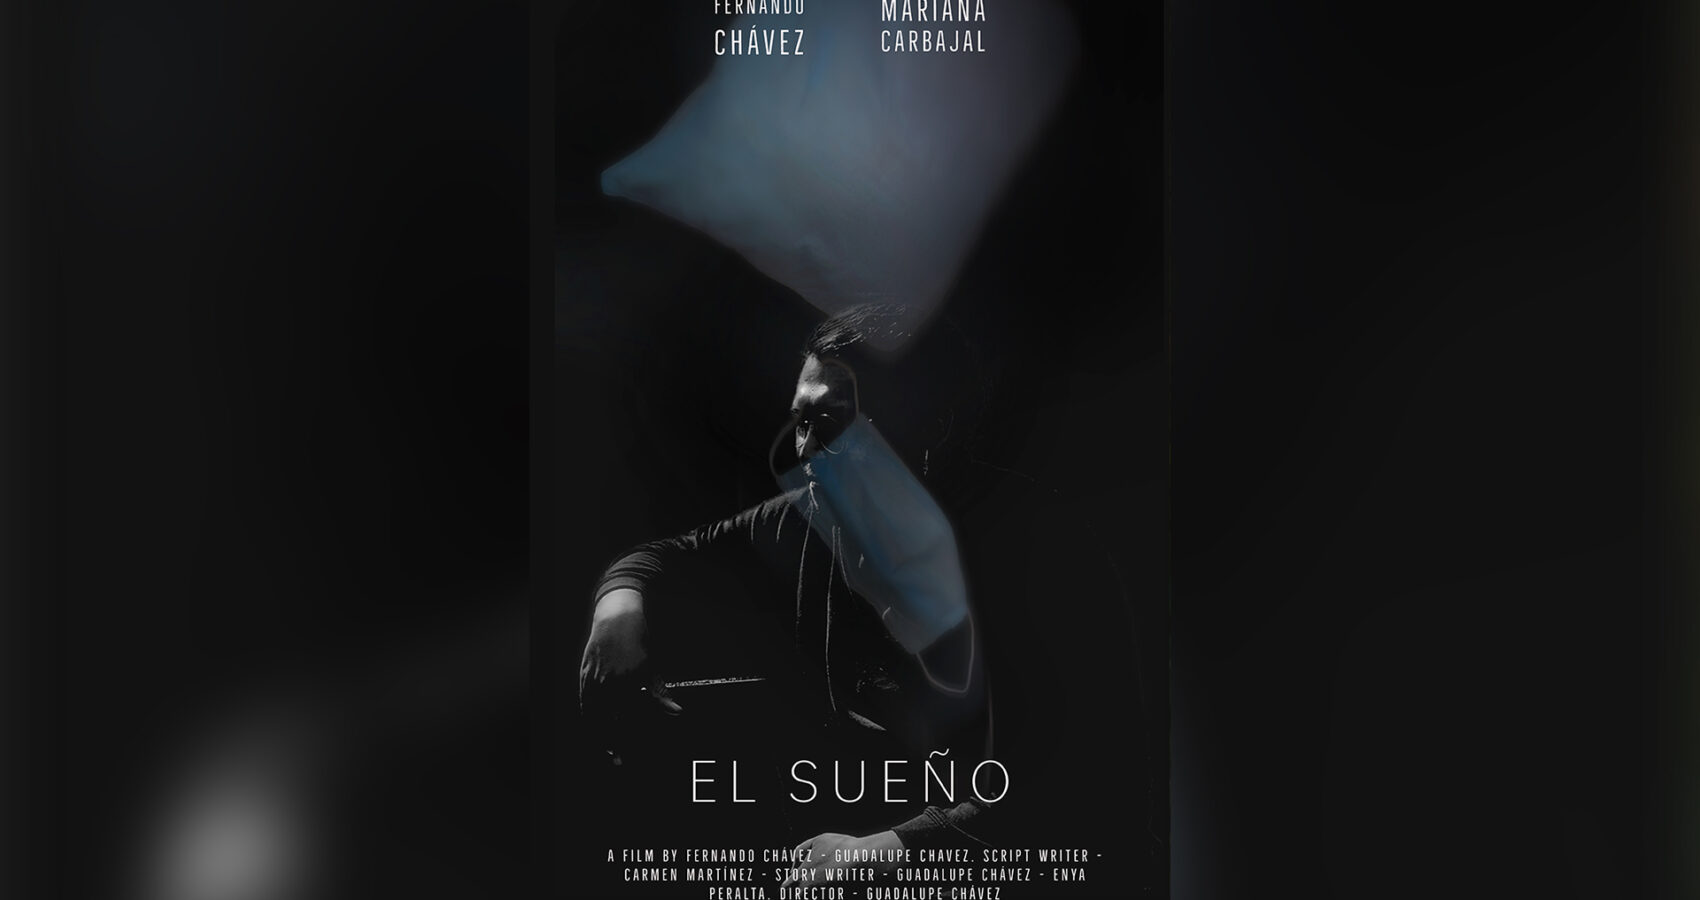 FERNANDO
CHÁVEZ
MARIANA
CARBAJAL
EL SUEÑO
A FILM BY FERNANDO CHÁVEZ - GUADALUPE CHAVEZ. SCRIPT WRITER -
CARMEN MARTÍNEZ - STORY WRITER - GUADALUPE CHÁVEZ - ENYA
PERALTA. DIRECTOR - GUADALUPE CHÁVEZ